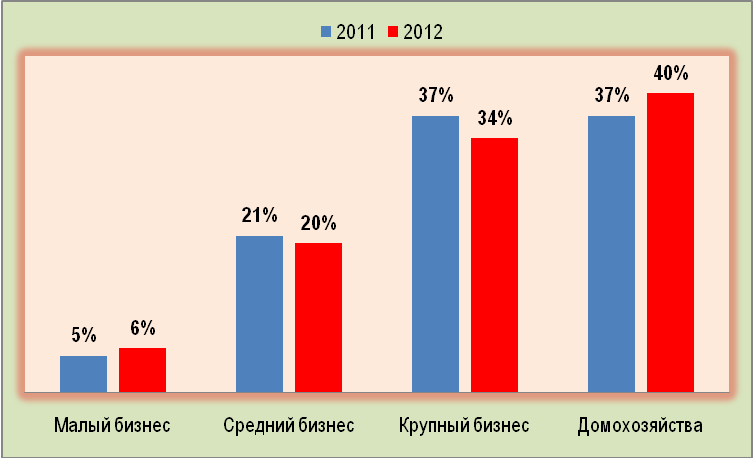 2011 2012
5% 6% 21% 20% 37% 34% 37% 40%
Малый бизнес Средний бизнес Крупный бизнес Домохозяйства